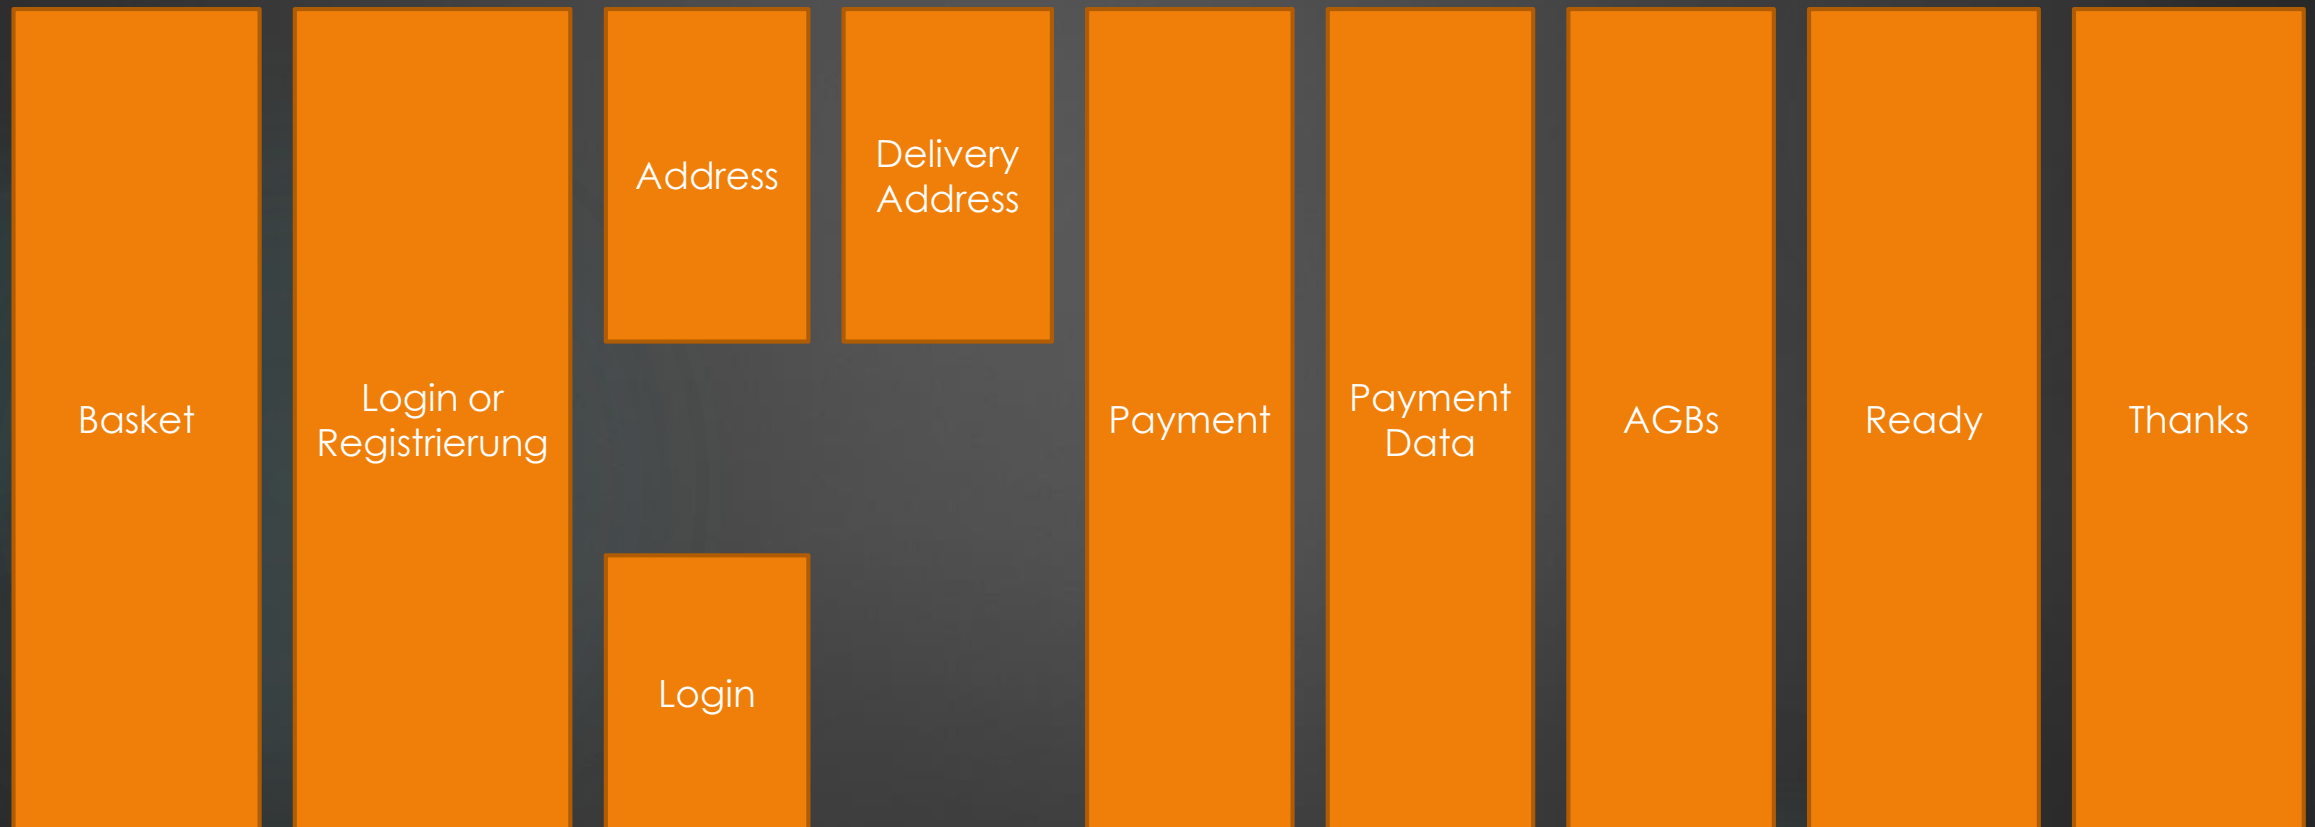 Basket
Login or
Registrierung
Address
Delivery
Address
Login
Payment
Payment
Data
AGBs
Ready
Thanks